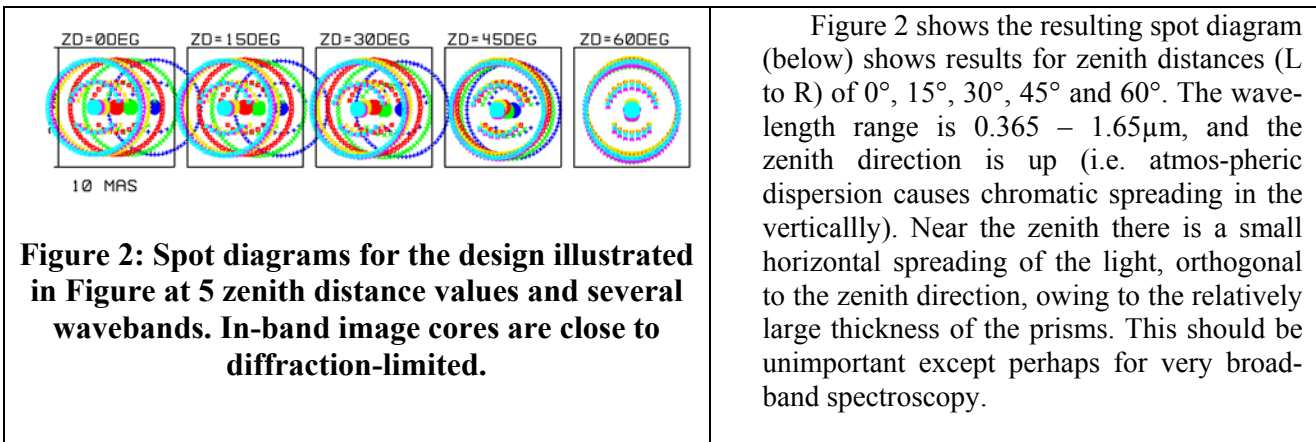 ZD=0DEG ZD=15DEG ZD=30DEG ZD=45DEG ZD=60DEG
10 MAS
Figure 2: Spot diagrams for the design illustrated
in Figure at 5 zenith distance values and several
wavebands. In-band image cores are close to
diffraction-limited.
Figure 2 shows the resulting spot diagram
(below) shows results for zenith distances (L
to R) of 0°, 15°, 30°, 45° and 60°. The wave-
length range is 0.365 – 1.65µm, and the
zenith direction is up (i.e. atmos-pheric
dispersion causes chromatic spreading in the
verticallly). Near the zenith there is a small
horizontal spreading of the light, orthogonal
to the zenith direction, owing to the relatively
large thickness of the prisms. This should be
unimportant except perhaps for very broad-
band spectroscopy.